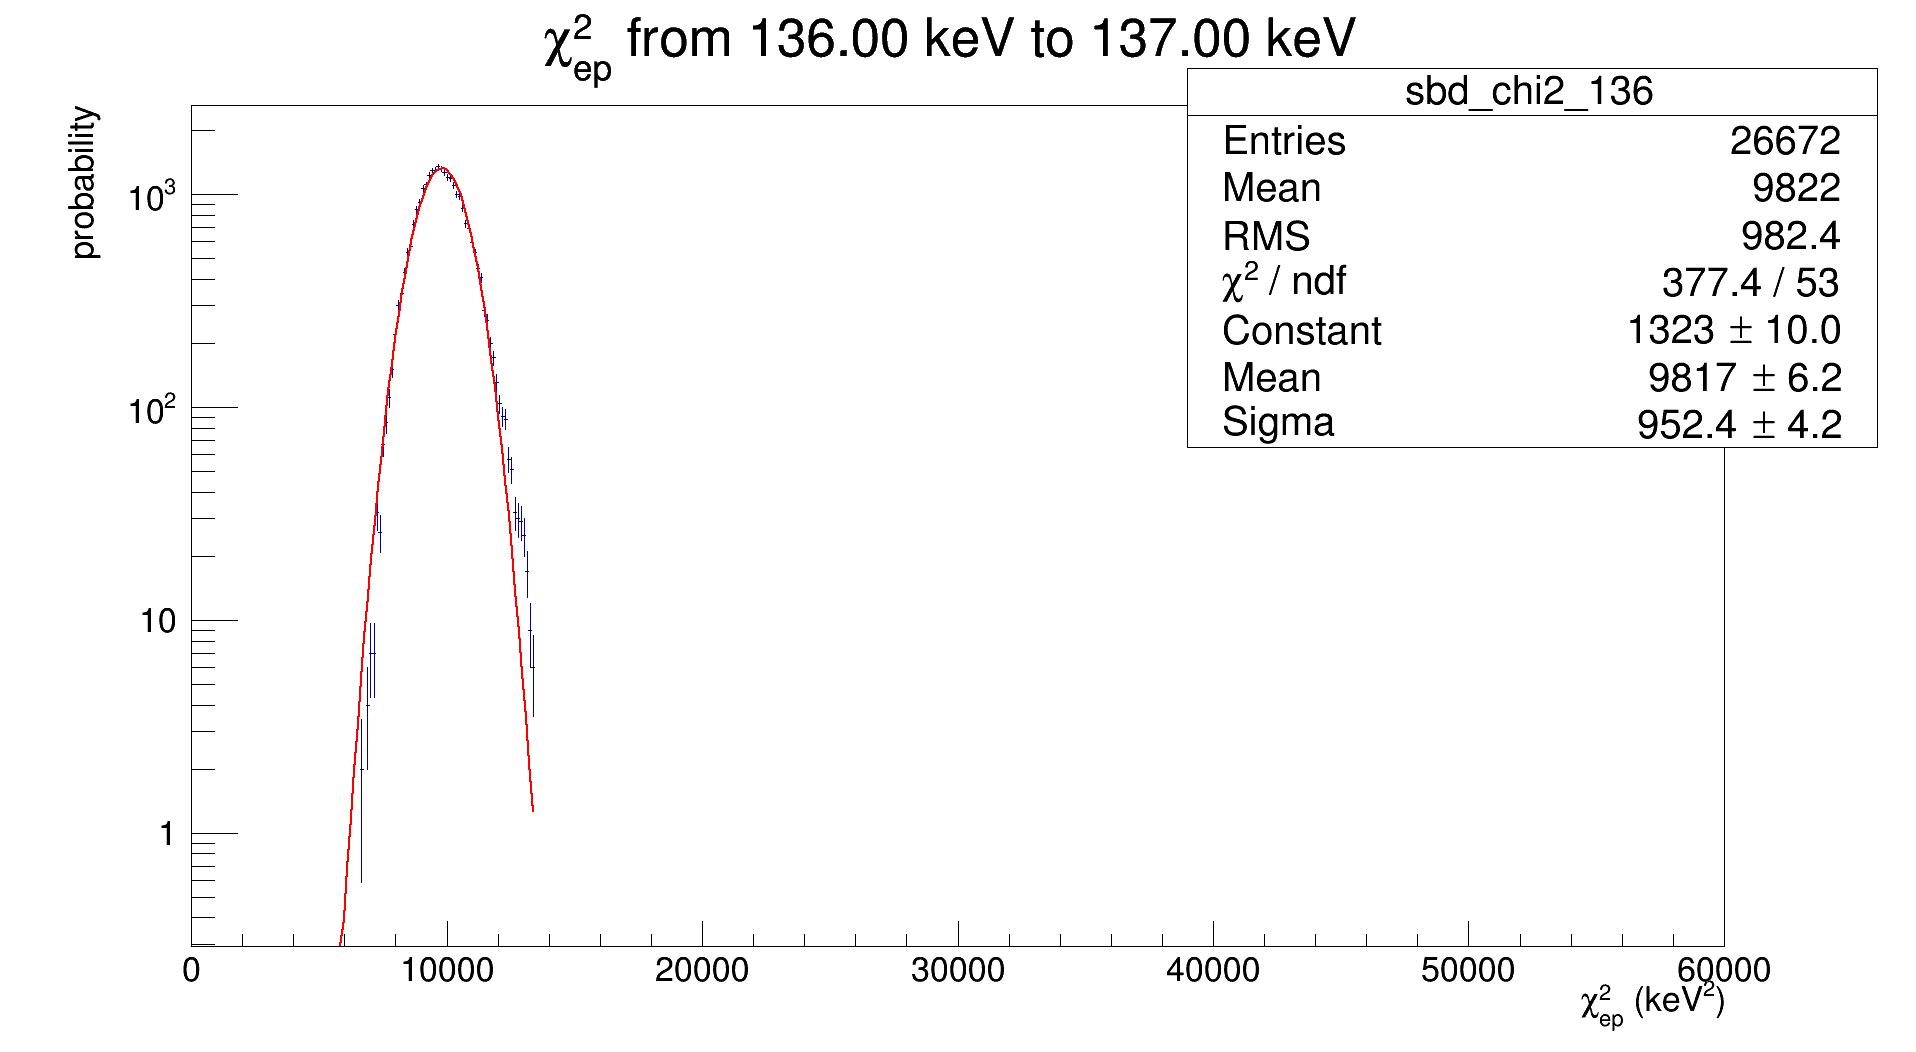 χ²ep from 136.00 keV to 137.00 keV
sbd_chi2_136
Entries 26672
Mean 9822
RMS 982.4
χ² / ndf 377.4 / 53
Constant 1323 ± 10.0
Mean 9817 ± 6.2
Sigma 952.4 ± 4.2
probability
10³
10²
10
1
0 10000 20000 30000 40000 50000 60000
χ²ep (keV²)